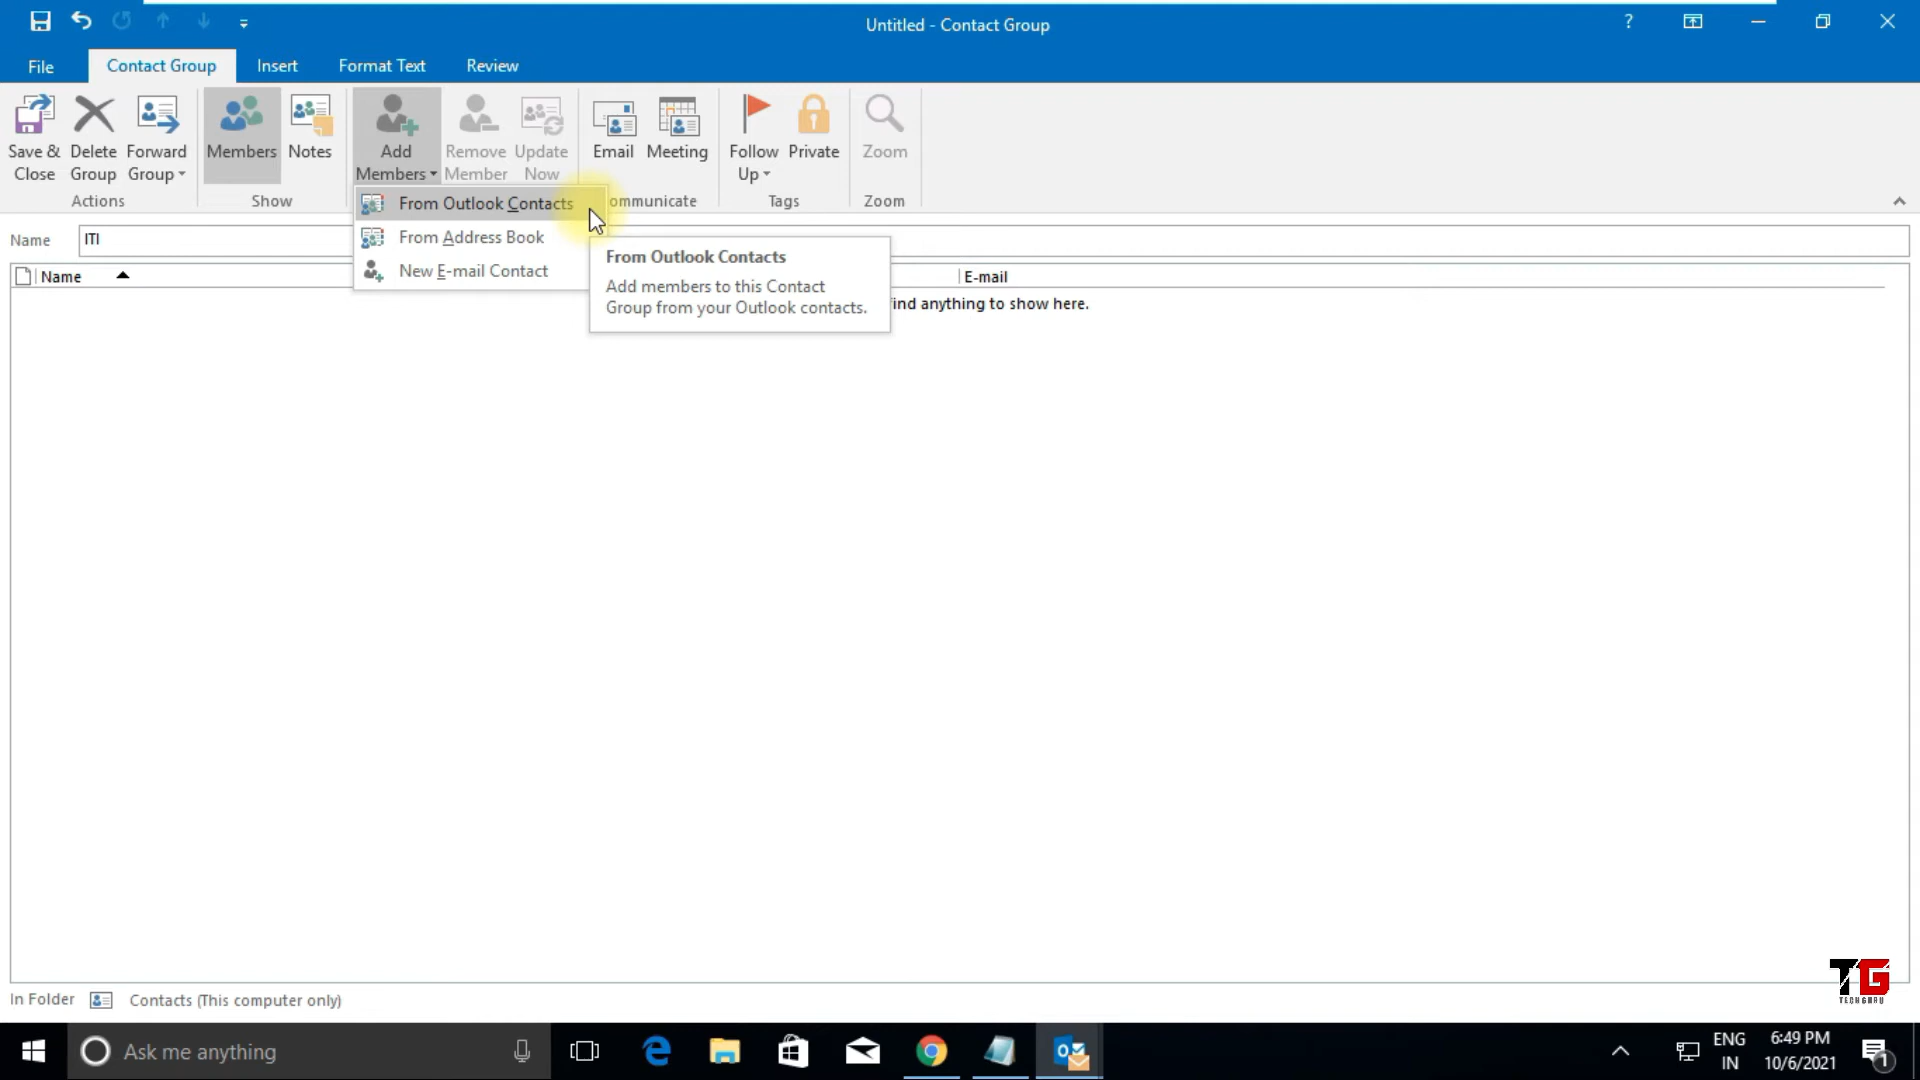 Untitled - Contact Group
?
File
Contact Group
Insert
Format Text
Review
Save &
Close
Delete
Group
Forward
Group
Actions
Members
Notes
Show
Add
Members
Remove
Member
Update
Now
Email
Meeting
ommunicate
Follow
Up
Private
Tags
Zoom
Zoom
From Outlook Contacts
From Address Book
New E-mail Contact
From Outlook Contacts
Add members to this Contact
Group from your Outlook contacts.
Name
ITI
Name
E-mail
ind anything to show here.
In Folder
Contacts (This computer only)
TG
TECH GURU
Ask me anything
ENG
IN
6:49 PM
10/6/2021
1